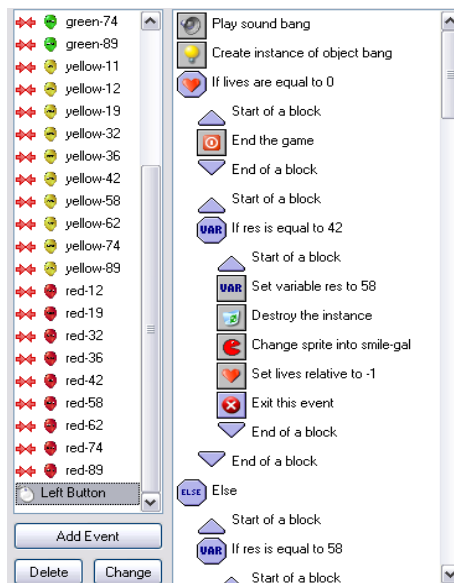 green-74
green-89
yellow-11
yellow-12
yellow-19
yellow-32
yellow-36
yellow-42
yellow-58
yellow-62
yellow-74
yellow-89
red-12
red-19
red-32
red-36
red-42
red-58
red-62
red-74
red-89
Left Button
Add Event
Delete Change
Play sound bang
Create instance of object bang
If lives are equal to 0
Start of a block
End the game
End of a block
Start of a block
VAR If res is equal to 42
Start of a block
VAR Set variable res to 58
Destroy the instance
Change sprite into smile-gal
Set lives relative to -1
Exit this event
End of a block
End of a block
ELSE Else
Start of a block
VAR If res is equal to 58
Start of a block